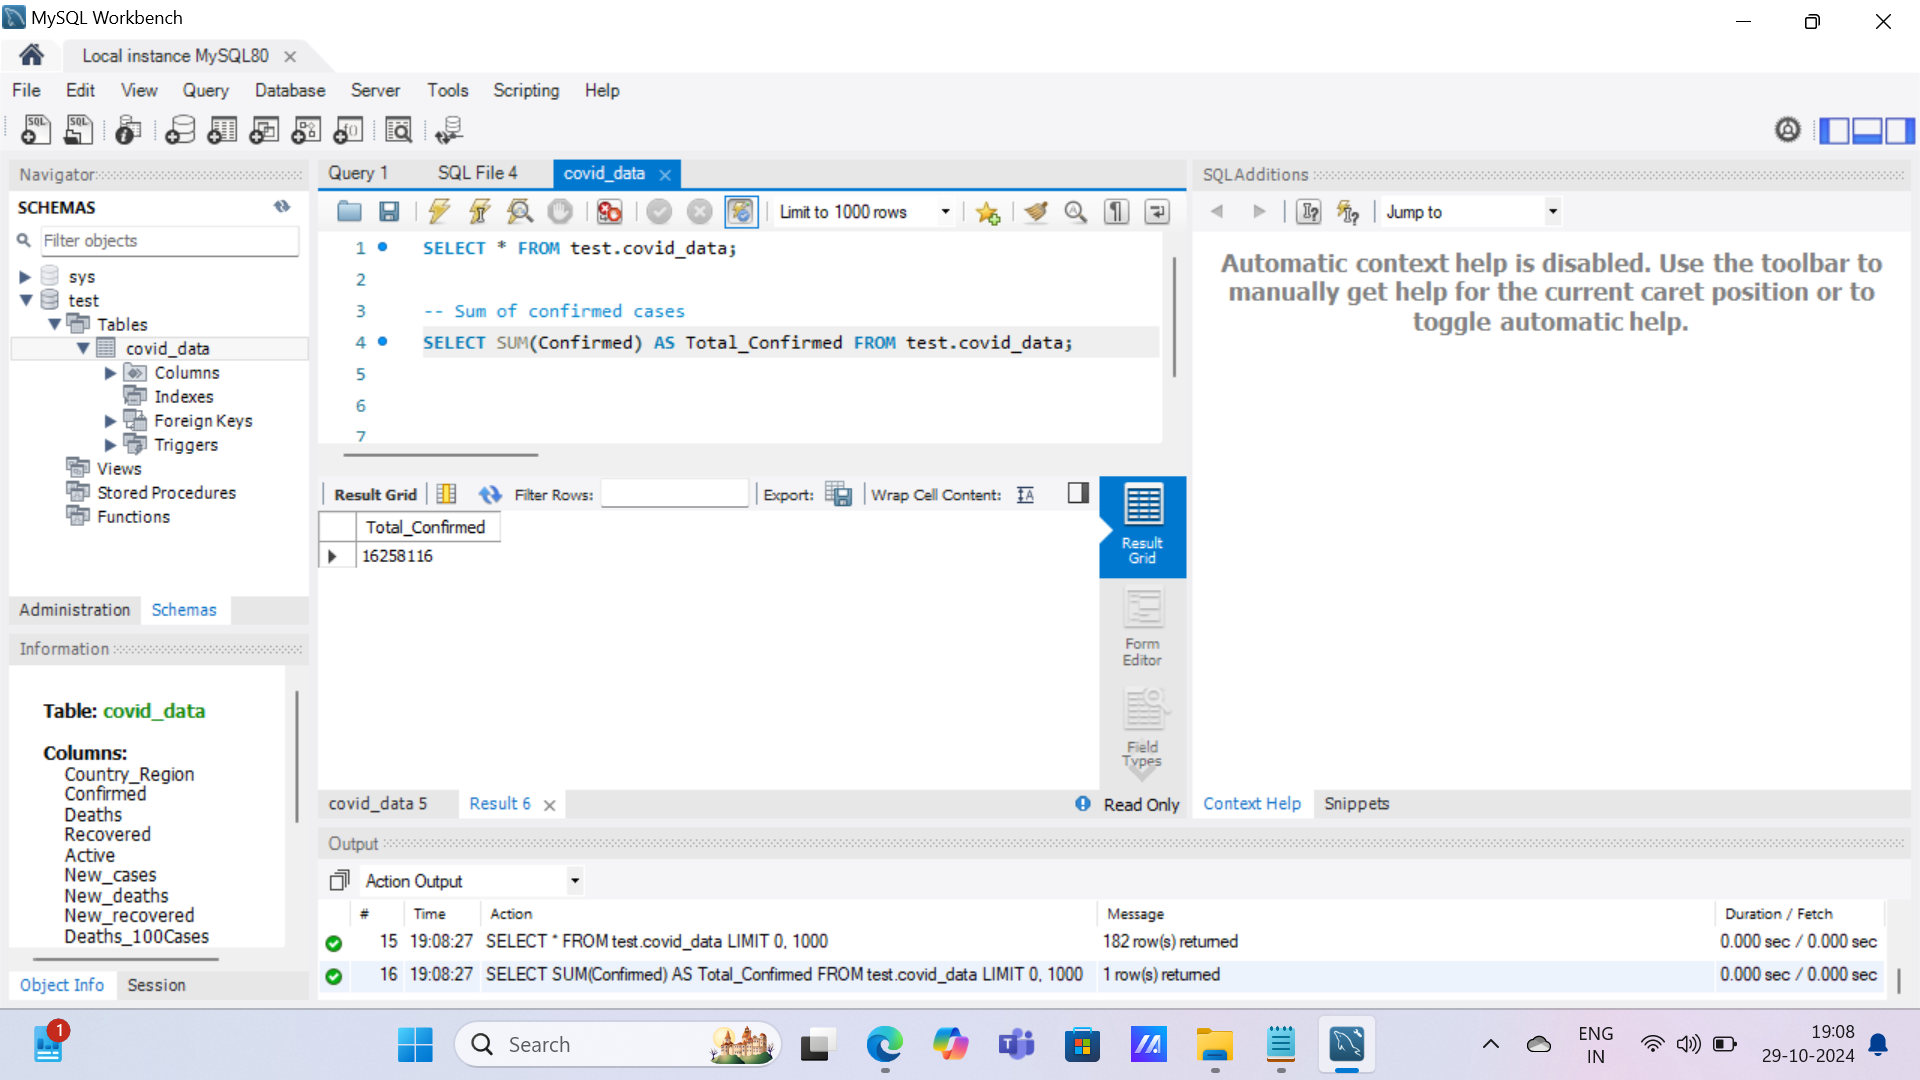 MySQL Workbench
Local instance MySQL80
File Edit View Query Database Server Tools Scripting Help
Navigator
SCHEMAS
Filter objects
sys
test
Tables
covid_data
Columns
Indexes
Foreign Keys
Triggers
Views
Stored Procedures
Functions
Administration Schemas
Information
Table: covid_data
Columns:
Country_Region
Confirmed
Deaths
Recovered
Active
New_cases
New_deaths
New_recovered
Deaths_100Cases
Object Info Session
Query 1 SQL File 4 covid_data
Limit to 1000 rows
1 SELECT * FROM test.covid_data;
2
3 -- Sum of confirmed cases
4 SELECT SUM(Confirmed) AS Total_Confirmed FROM test.covid_data;
5
6
7
Result Grid Filter Rows: Export: Wrap Cell Content:
Total_Confirmed
16258116
Result Grid
Form Editor
Field Types
covid_data 5 Result 6 Read Only
SQLAdditions
Jump to
Automatic context help is disabled. Use the toolbar to
manually get help for the current caret position or to
toggle automatic help.
Context Help Snippets
Output
Action Output
# Time Action Message Duration / Fetch
15 19:08:27 SELECT * FROM test.covid_data LIMIT 0, 1000 182 row(s) returned 0.000 sec / 0.000 sec
16 19:08:27 SELECT SUM(Confirmed) AS Total_Confirmed FROM test.covid_data LIMIT 0, 1000 1 row(s) returned 0.000 sec / 0.000 sec
1
Search
ENG
IN
19:08
29-10-2024